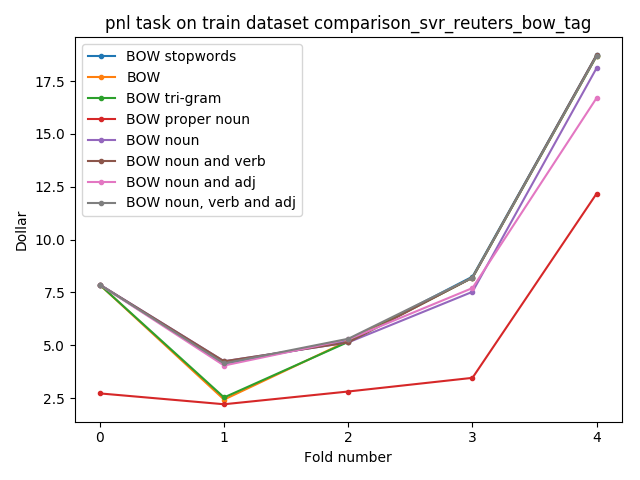 pnl task on train dataset comparison_svr_reuters_bow_tag
BOW stopwords
BOW
BOW tri-gram
BOW proper noun
BOW noun
BOW noun and verb
BOW noun and adj
BOW noun, verb and adj
Dollar
17.5
15.0
12.5
10.0
7.5
5.0
2.5
0 1 2 3 4
Fold number